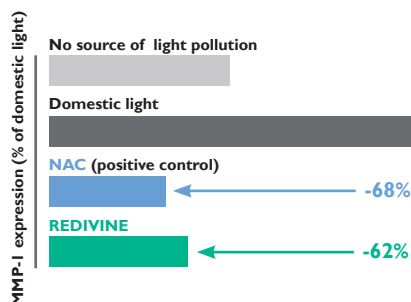 MMP-1 expression (% of domestic light)
No source of light pollution
Domestic light
NAC (positive control)
-68%
REDIVINE
-62%